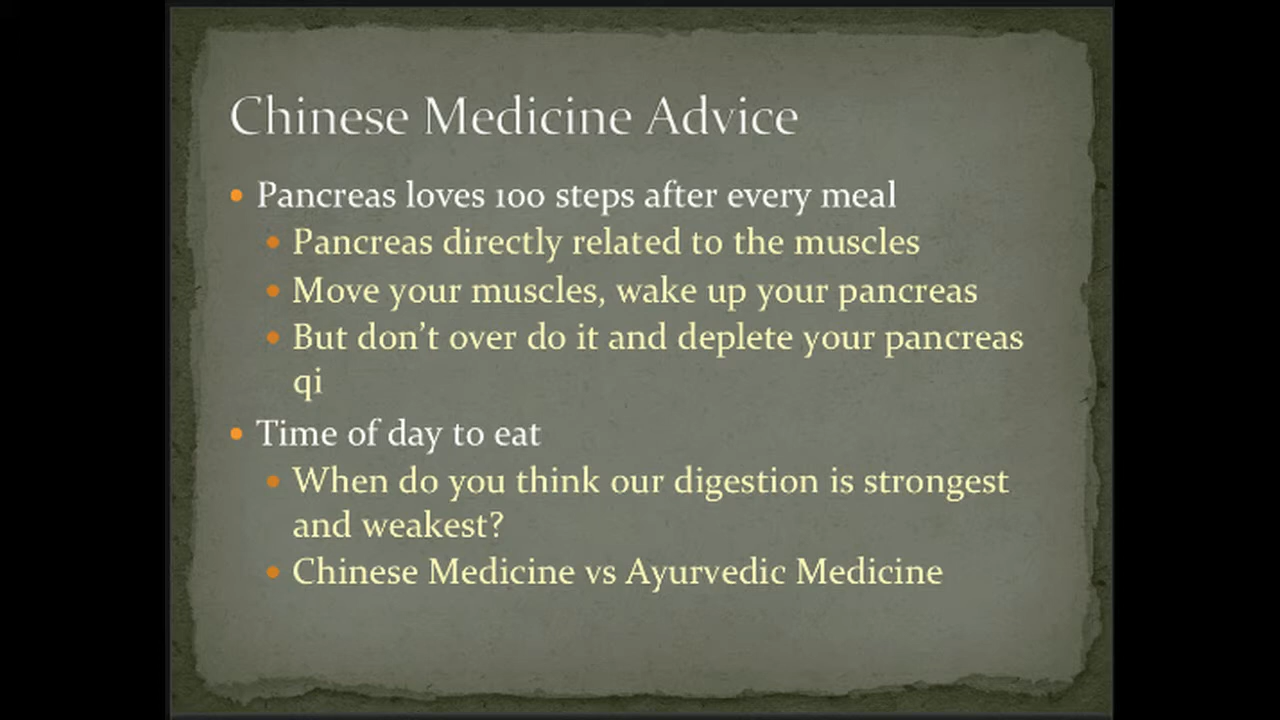 Chinese Medicine Advice
Pancreas loves 100 steps after every meal
Pancreas directly related to the muscles
Move your muscles, wake up your pancreas
But don't over do it and deplete your pancreas
qi
Time of day to eat
When do you think our digestion is strongest
and weakest?
Chinese Medicine vs Ayurvedic Medicine